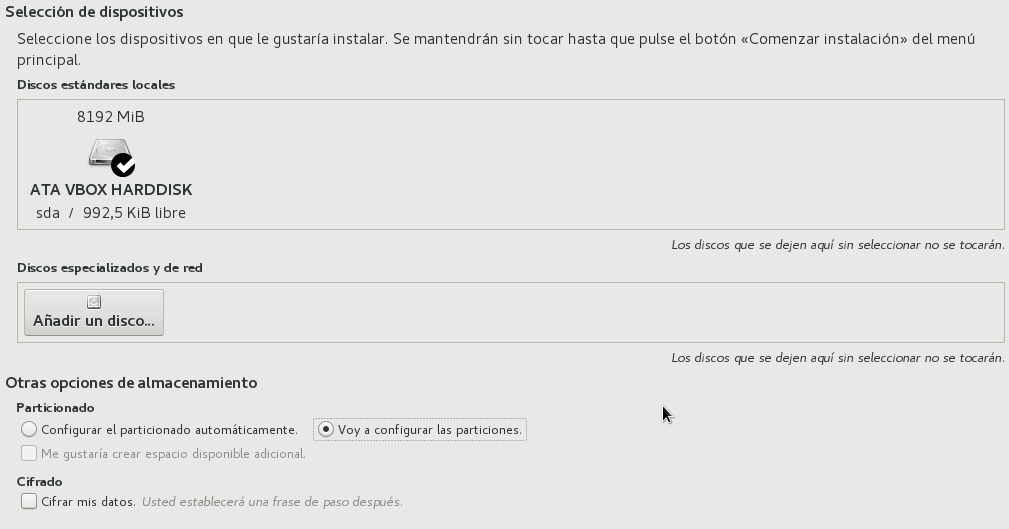 Selección de dispositivos
Seleccione los dispositivos en que le gustaría instalar. Se mantendrán sin tocar hasta que pulse el botón «Comenzar instalación» del menú
principal.
Discos estándares locales
8192 MiB
ATA VBOX HARDDISK
sda / 992,5 KiB libre
Los discos que se dejen aquí sin seleccionar no se tocarán.
Discos especializados y de red
Añadir un disco...
Los discos que se dejen aquí sin seleccionar no se tocarán.
Otras opciones de almacenamiento
Particionado
Configurar el particionado automáticamente. Voy a configurar las particiones.
Me gustaría crear espacio disponible adicional.
Cifrado
Cifrar mis datos. Usted establecerá una frase de paso después.